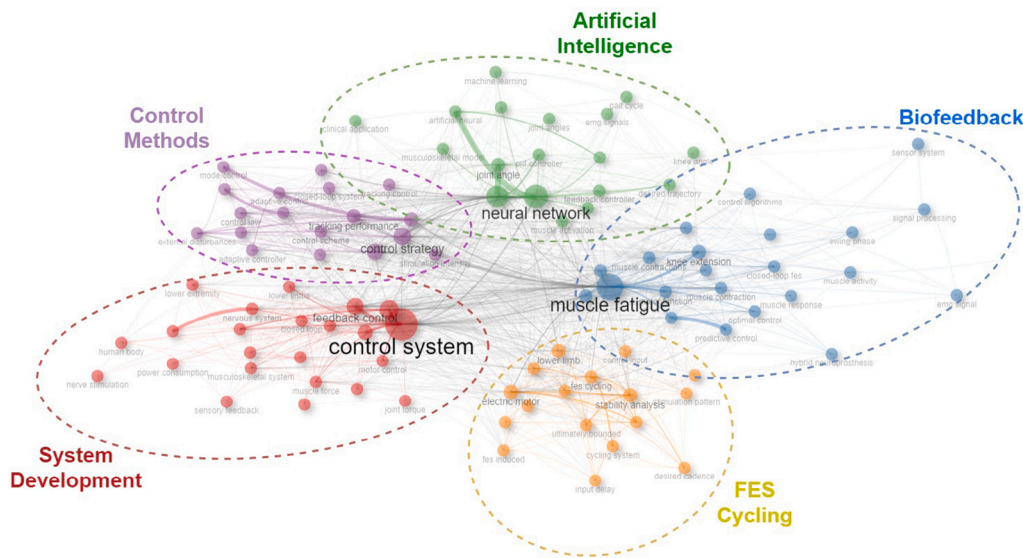 Artificial
Intelligence
machine learning
gait cycle
artificial neural
joint angles
emg signals
clinical application
musculoskeletal model
pid controller
knee angle
joint angle
desired trajectory
feedback controller
neural network
muscle activation
Control
Methods
mode control
closed-loop system
tracking control
adaptive control
control law
tracking performance
external disturbances
control scheme
control strategy
adaptive controller
Biofeedback
sensor system
control algorithms
signal processing
swing phase
knee extension
muscle contractions
closed-loop fes
muscle activity
muscle contraction
muscle response
emg signal
muscle fatigue
optimal control
predictive control
hybrid neuroprosthesis
lower extremity
lower limbs
nervous system
feedback control
closed loop
control system
human body
motor control
power consumption
musculoskeletal system
nerve stimulation
muscle force
sensory feedback
joint torque
System
Development
lower limb
control input
fes cycling
electric motor
stability analysis
stimulation pattern
ultimately bounded
fes induced
cycling system
desired cadence
input delay
FES
Cycling